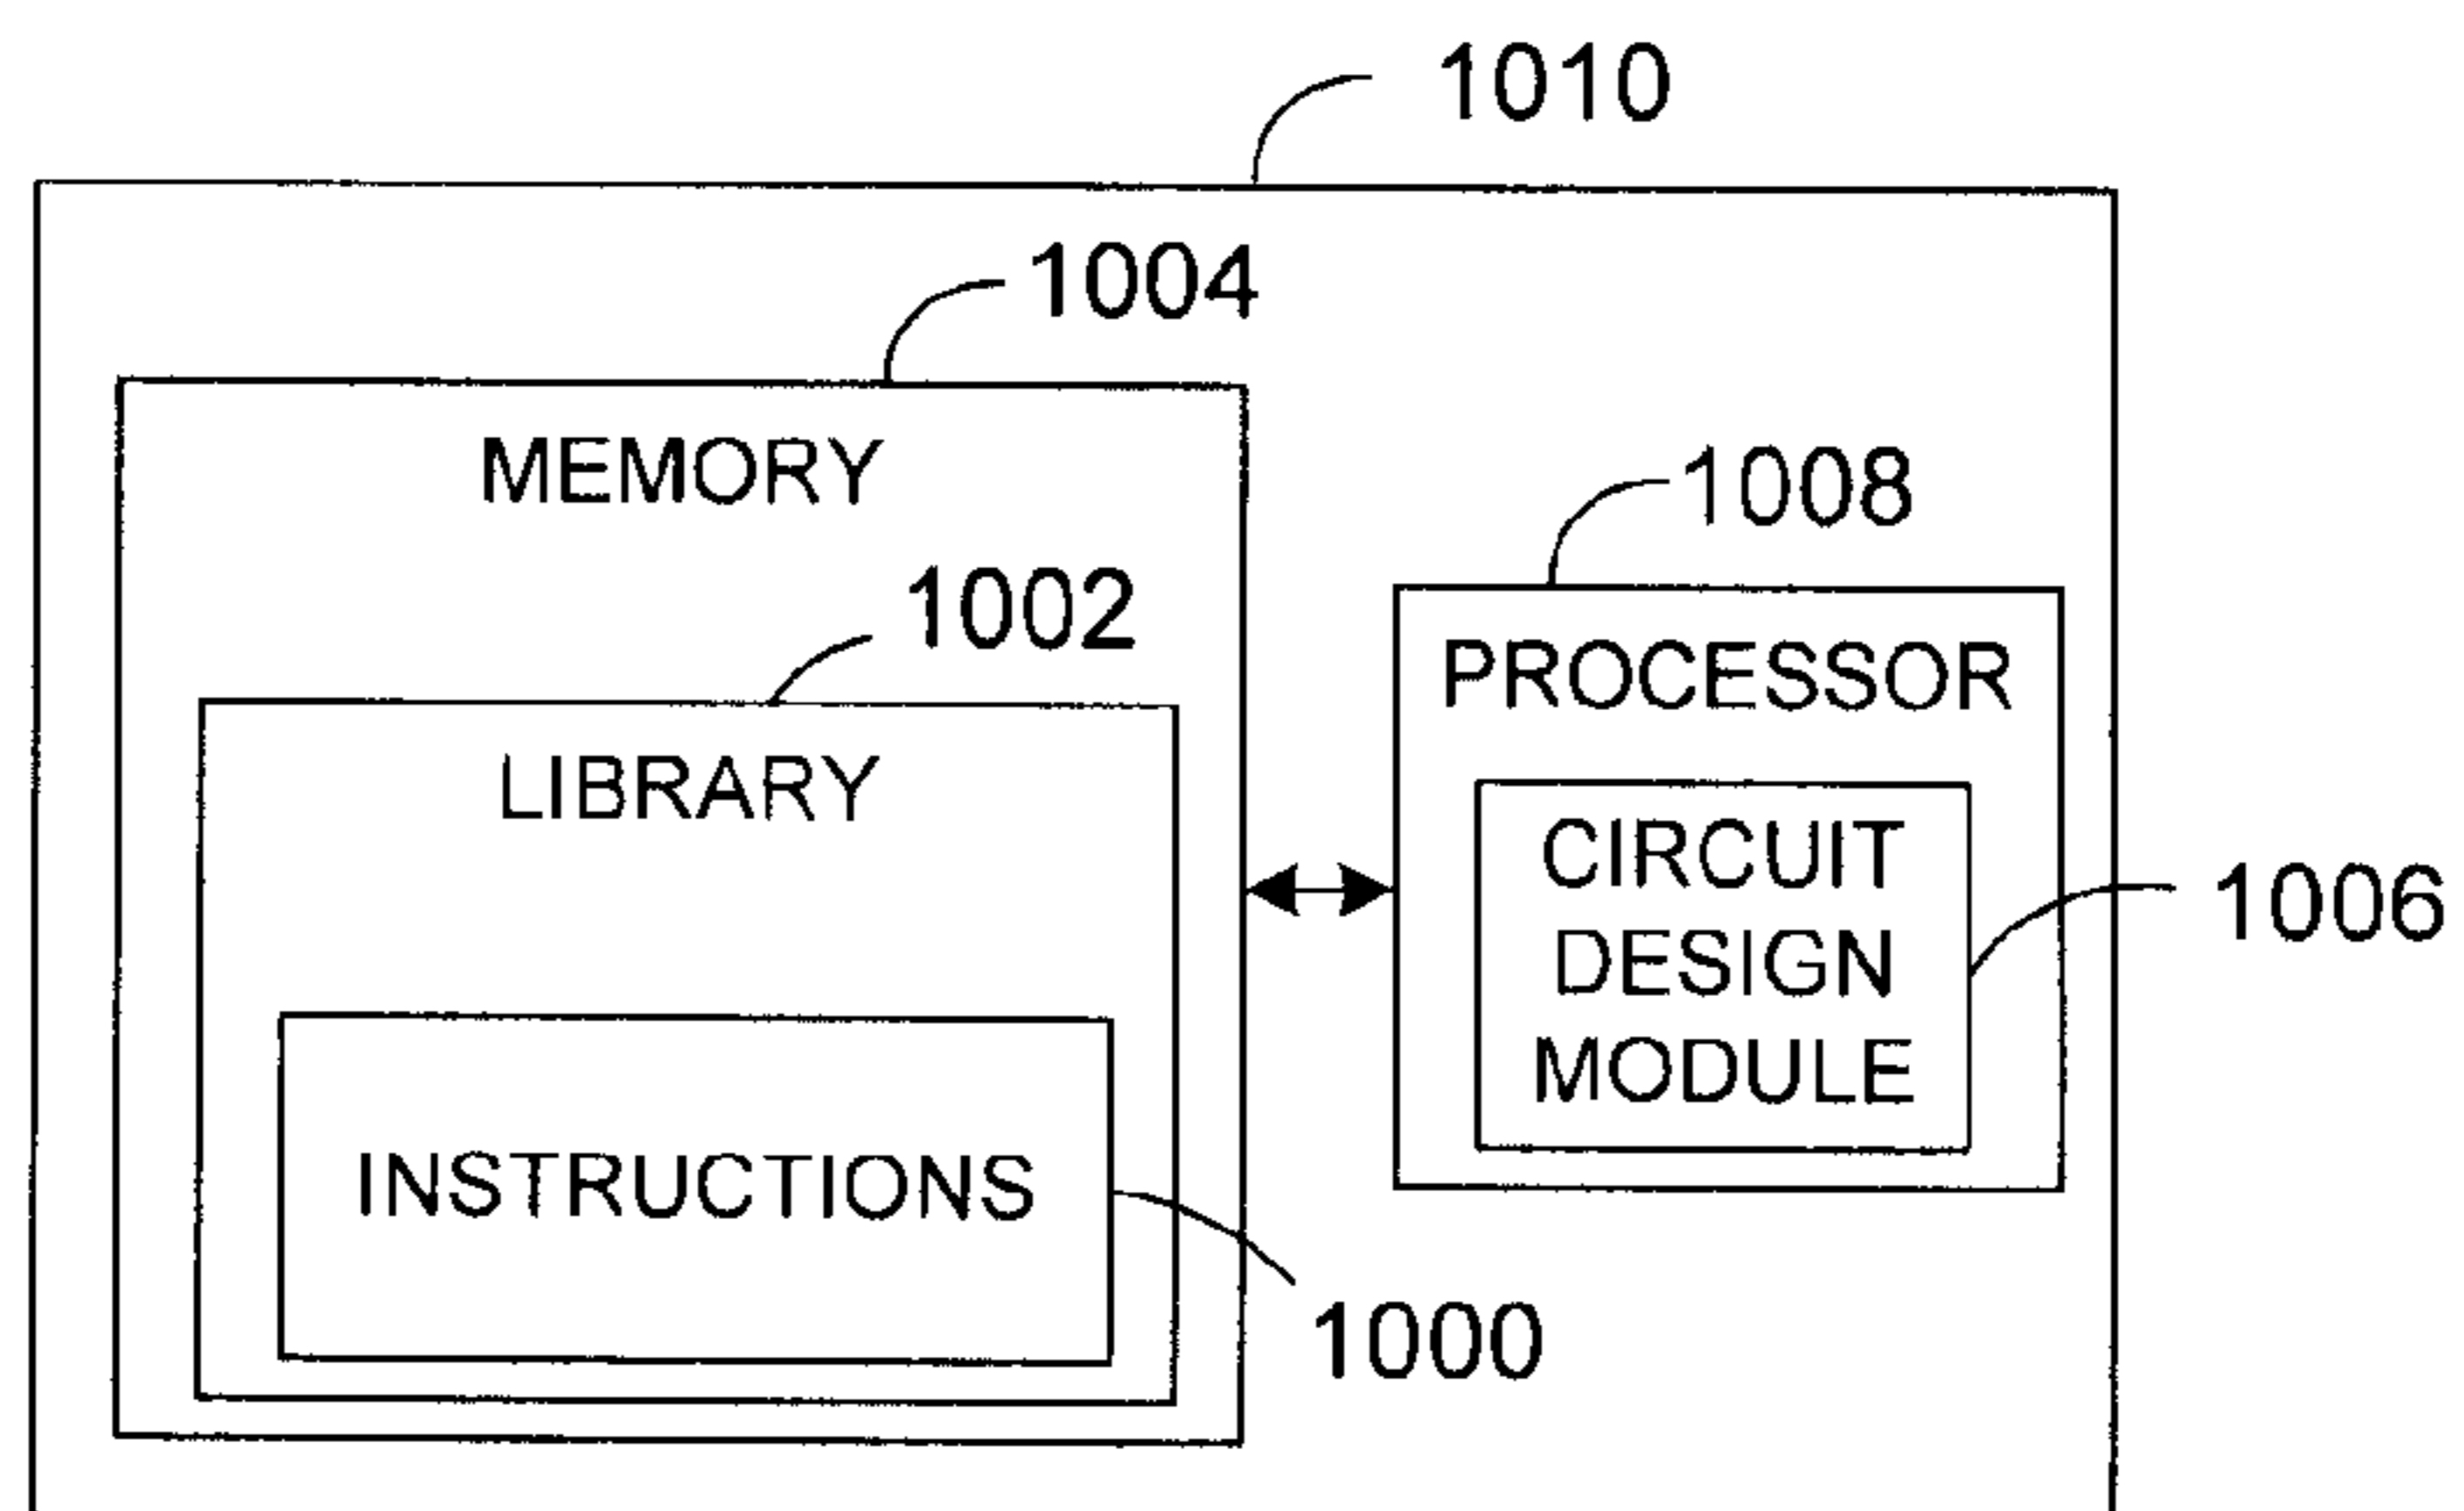 1010
1004
MEMORY
1008
1002
PROCESSOR
LIBRARY
CIRCUIT
1006
DESIGN
MODULE
INSTRUCTIONS
1000